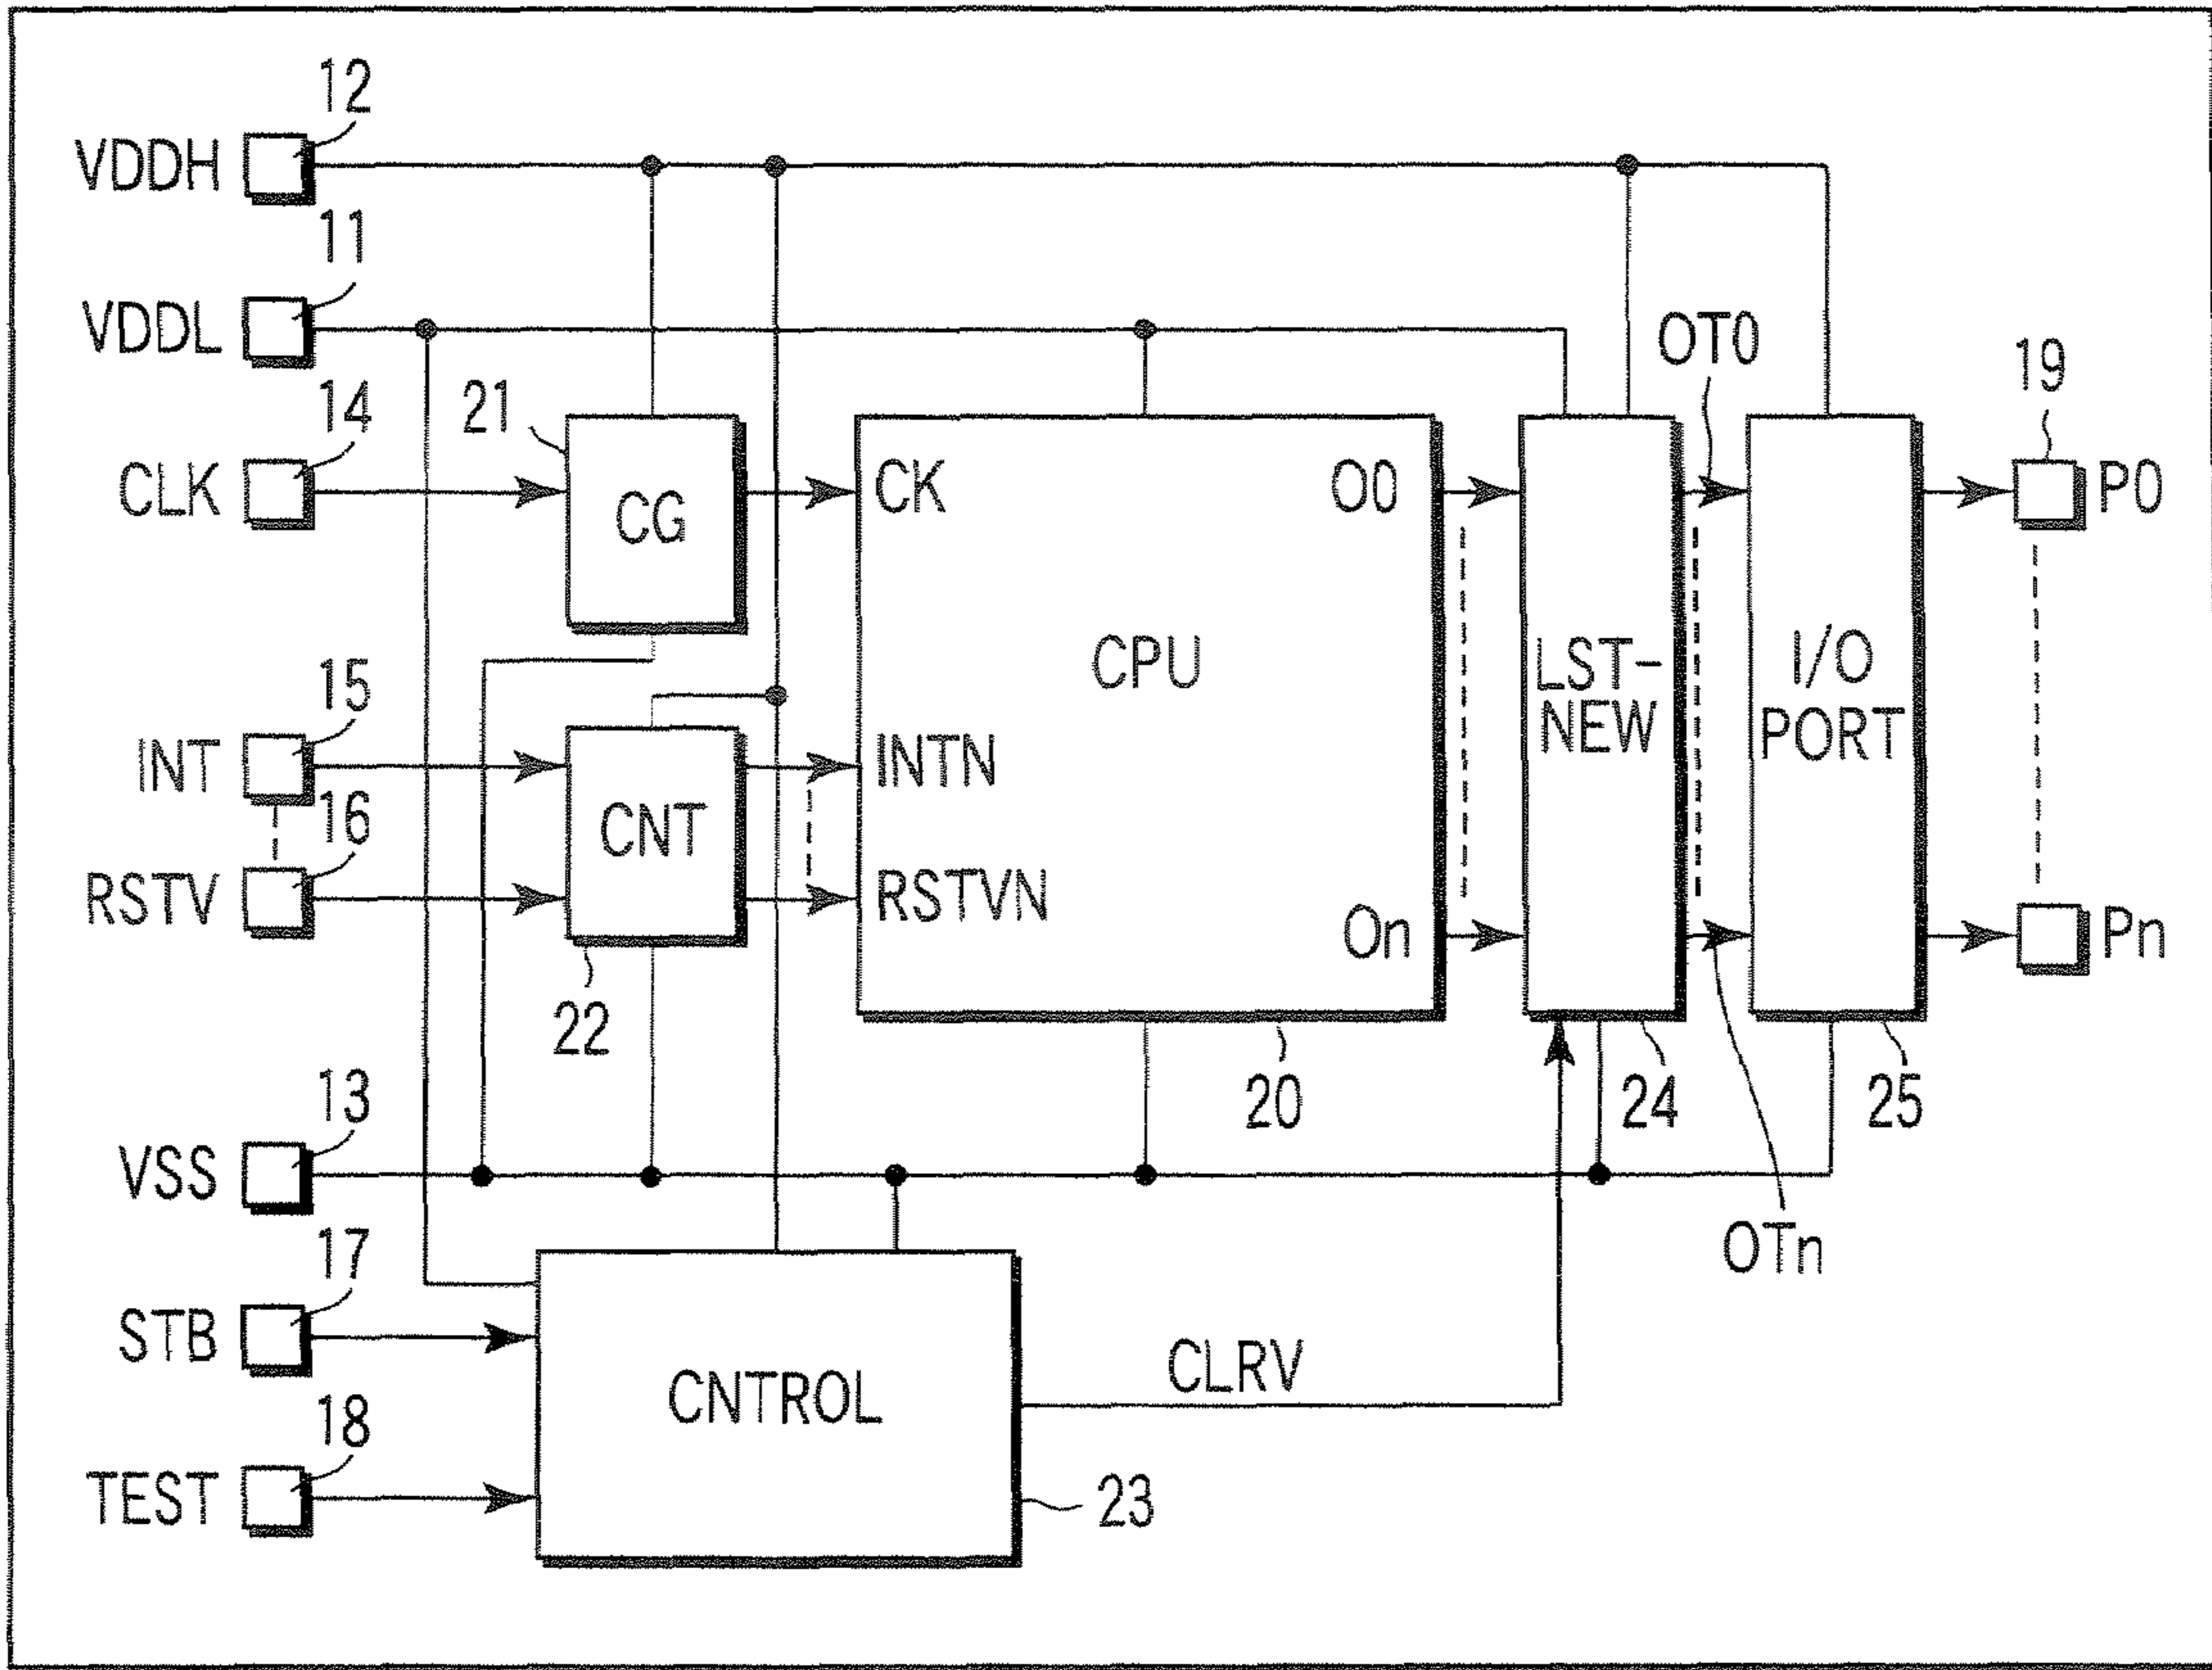 12
VDDH
11
VDDL
OT0
19
14
21
CLK
CG
CK
O0
P0
CPU
LST-
NEW
I/O
PORT
15
INT
INTN
16
CNT
RSTV
RSTVN
On
Pn
22
20
24
25
13
VSS
OTn
17
STB
CLRV
CNTROL
18
TEST
23